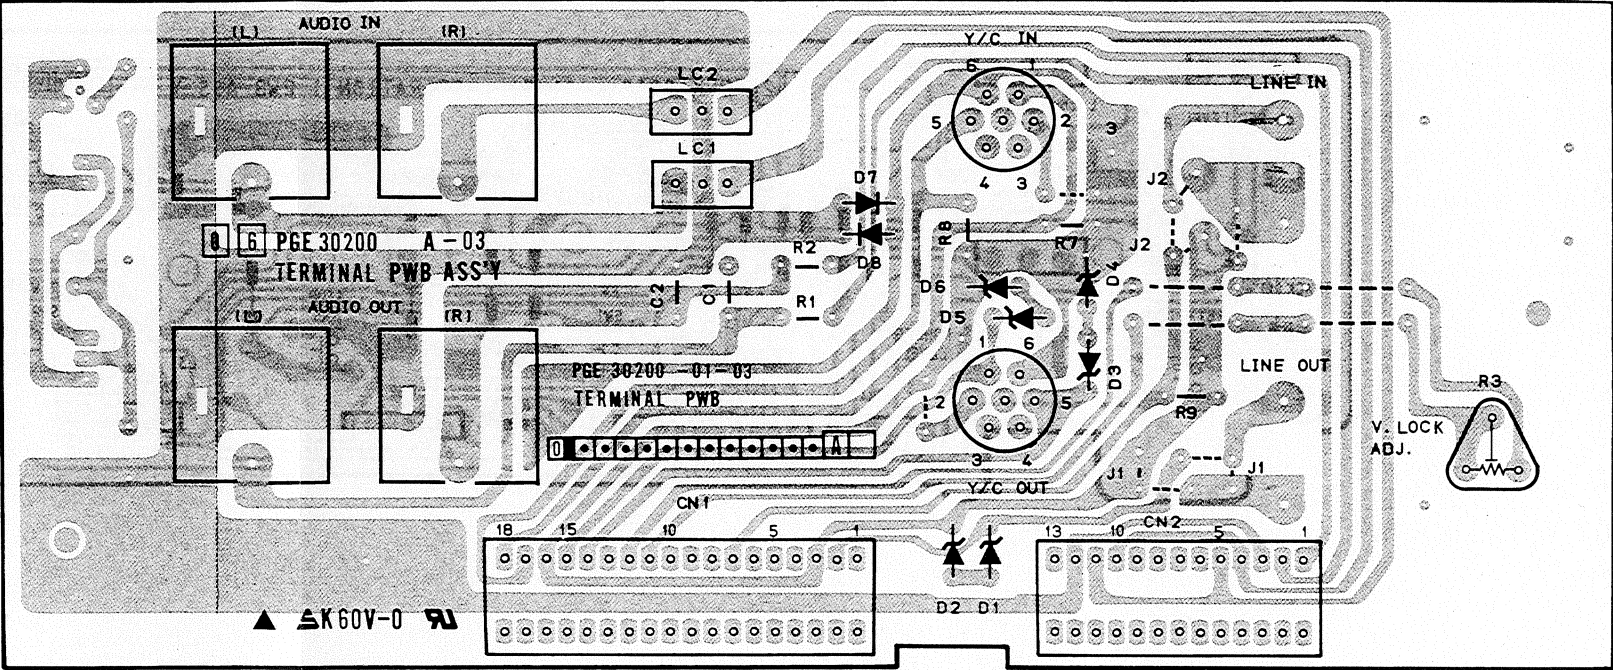 AUDIO IN
(L)
(R)
Y/C IN
6 1
LC2
LINE IN
5 2 3
LC1
4 3
D7
J2
0 6 PGE 30200 A-03
R2
R8
R7
J2
TERMINAL PWB ASS'Y
D8
D4
D6
C2
C1
AUDIO OUT
R1
D5
(L)
(R)
1 6
LINE OUT
PGE 30200-01-03
D3
R3
TERMINAL PWB
2 5
R9
V. LOCK
ADJ.
0 A
3 4
J1
J1
Y/C OUT
CN1
CN2
18 15 10 5 1
13 10 5 1
D2 D1
K60V-0